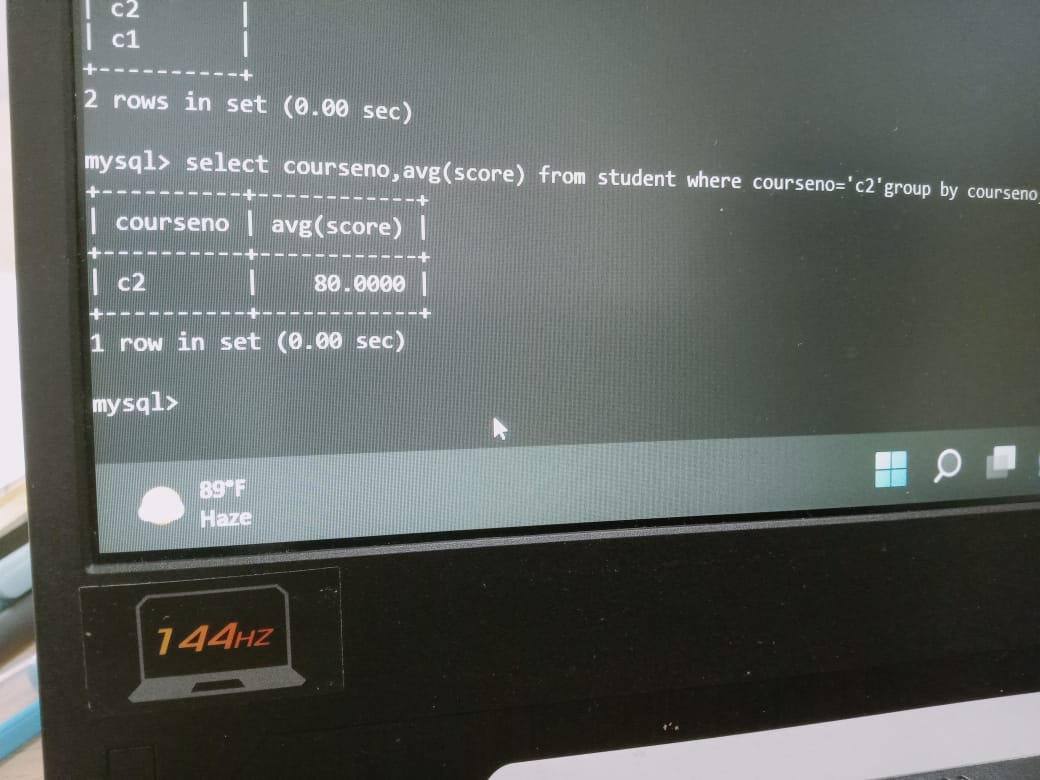 | c2       |
| c1       |
+----------+
2 rows in set (0.00 sec)
mysql> select courseno,avg(score) from student where courseno='c2'group by courseno
+----------+------------+
| courseno | avg(score) |
+----------+------------+
| c2       |    80.0000 |
+----------+------------+
1 row in set (0.00 sec)
mysql>
89°F
Haze
144HZ